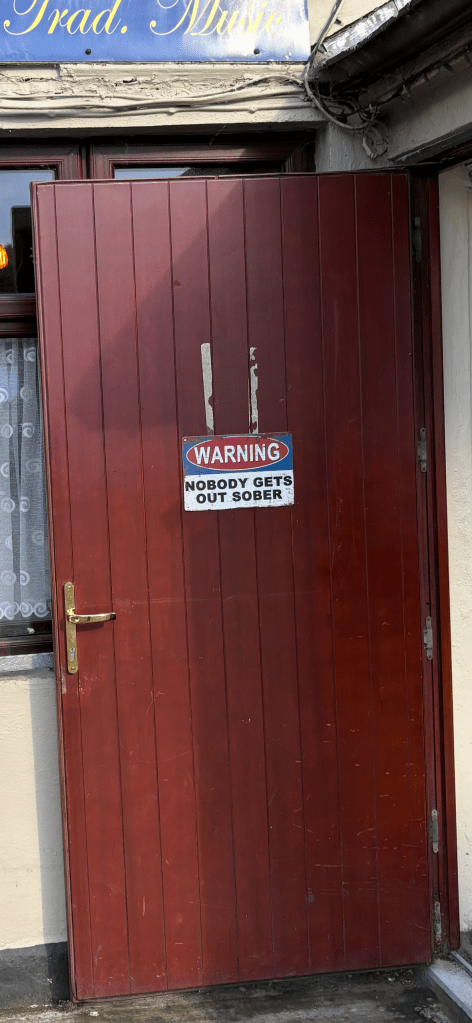 Trad. Music
WARNING
NOBODY GETS
OUT SOBER